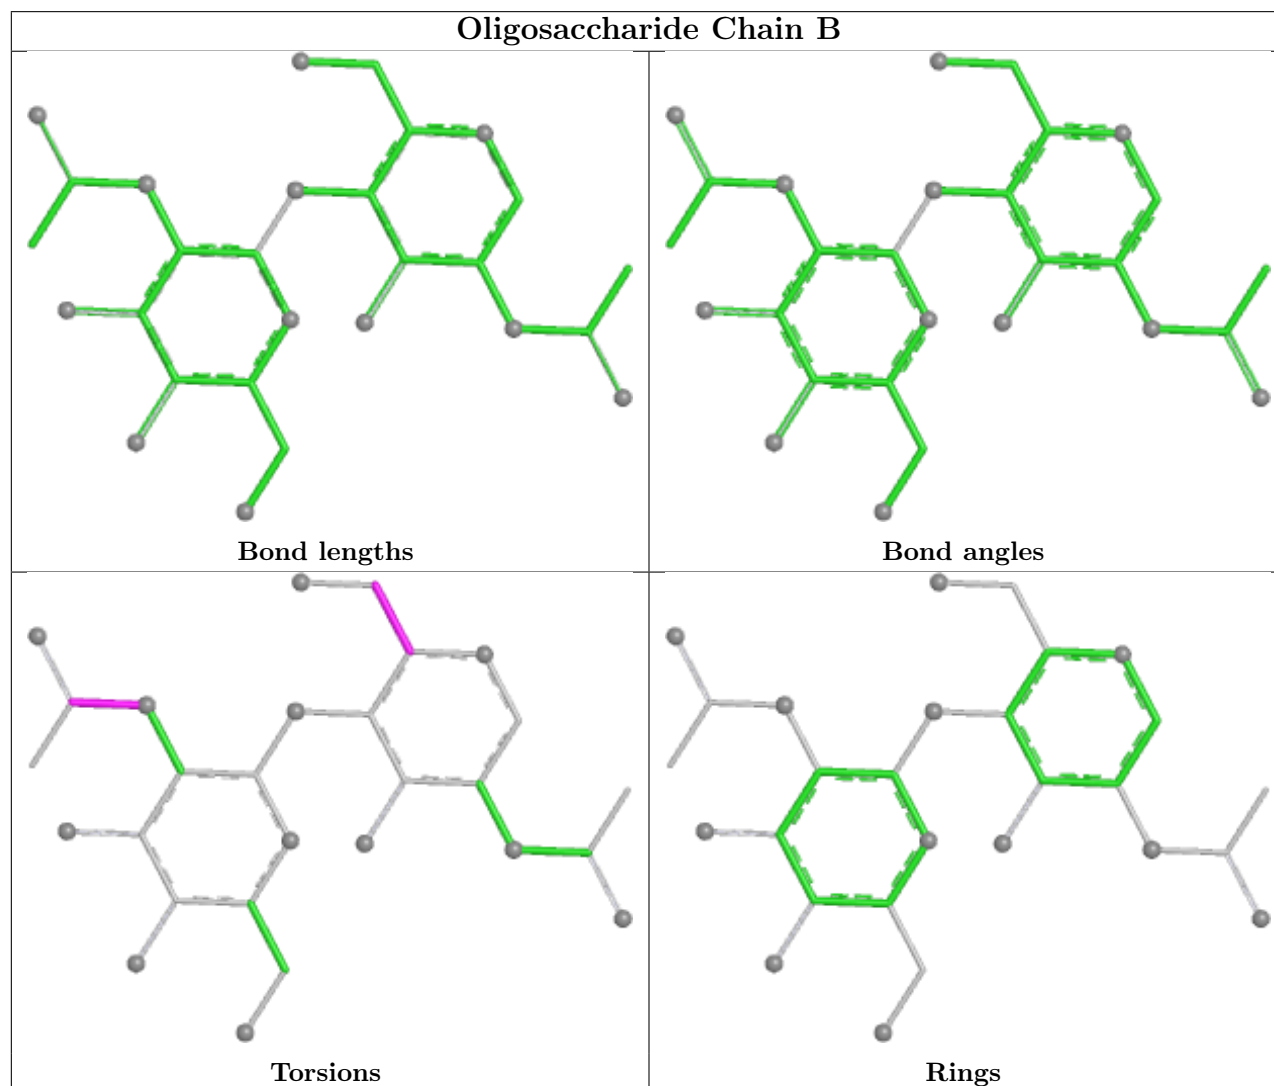 Oligosaccharide Chain B
Bond lengths
Bond angles
Torsions
Rings